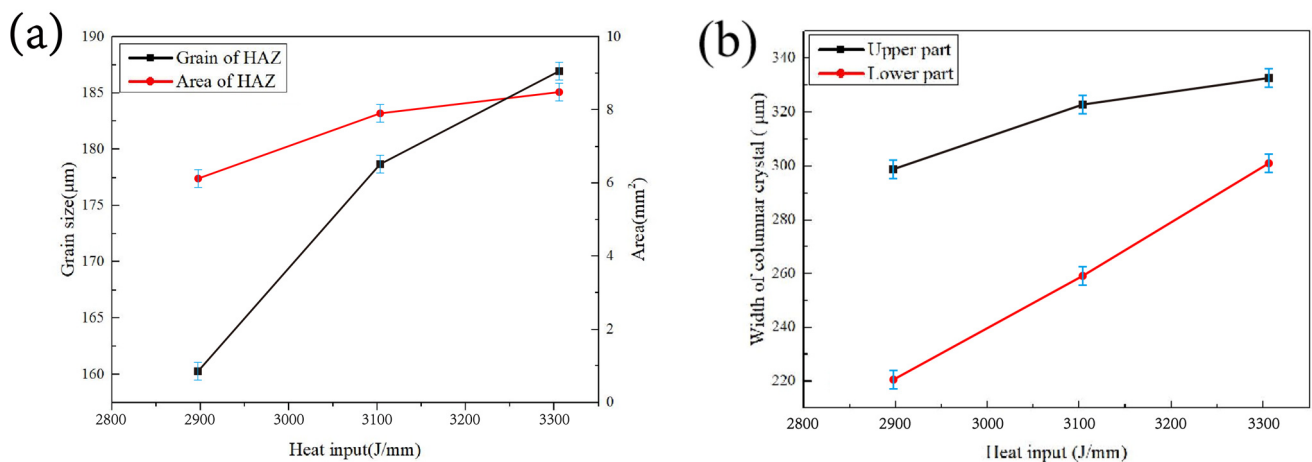 (a)
Grain of HAZ
Area of HAZ
190
185
180
175
170
165
160
Grain size(μm)
10
8
6
4
2
0
Area(mm²)
2800
2900
3000
3100
3200
3300
Heat input(J/mm)
(b)
Upper part
Lower part
340
320
300
280
260
240
220
Width of columnar crystal ( μm)
2800
2900
3000
3100
3200
3300
Heat input (J/mm)